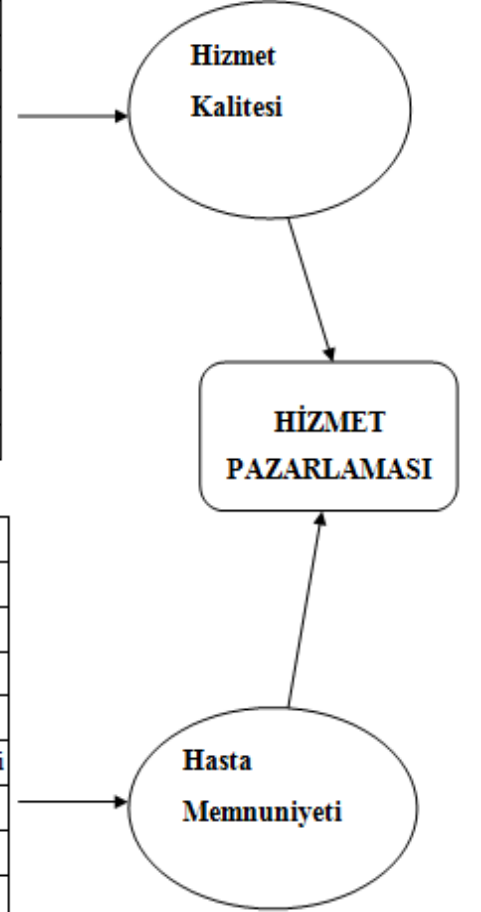 Hizmet
Kalitesi
HİZMET
PAZARLAMASI
Hasta
Memnuniyeti